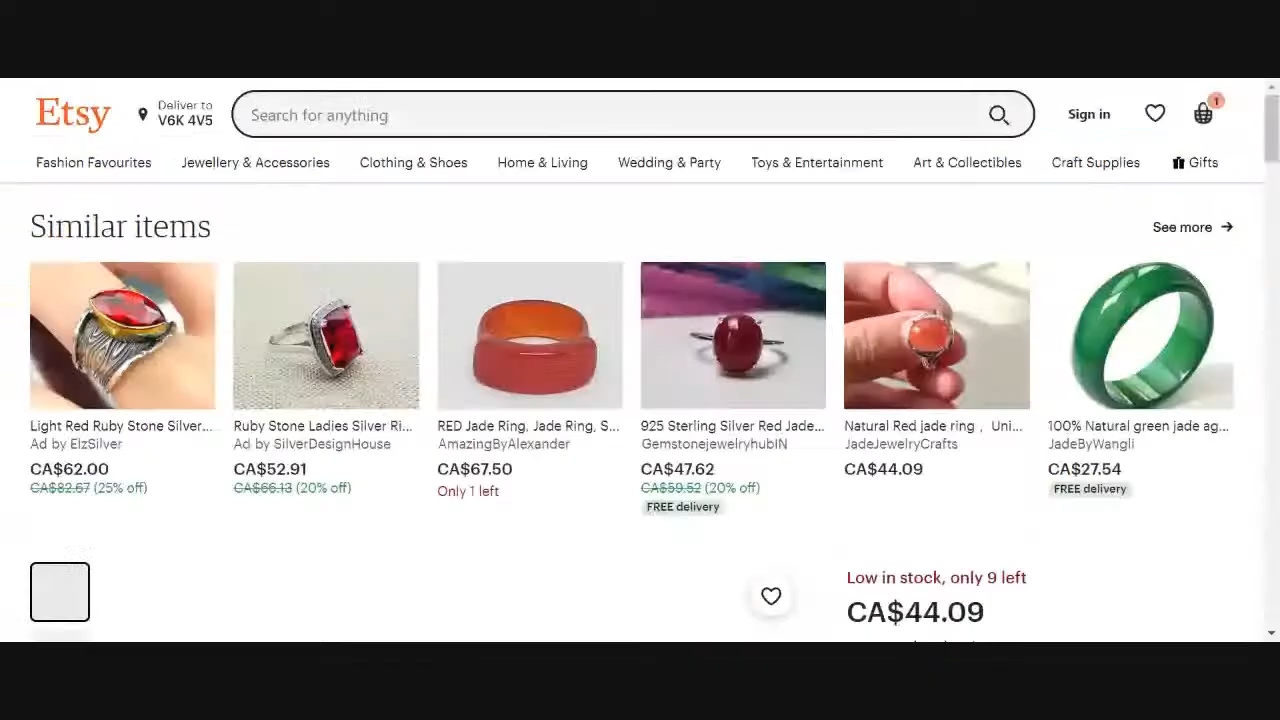 Etsy
Deliver to
V6K 4V5
Search for anything
Sign in
1
Fashion Favourites
Jewellery & Accessories
Clothing & Shoes
Home & Living
Wedding & Party
Toys & Entertainment
Art & Collectibles
Craft Supplies
Gifts
Similar items
See more
Light Red Ruby Stone Silver...
Ad by ElzSilver
CA$62.00
CA$82.67 (25% off)
Ruby Stone Ladies Silver Ri...
Ad by SilverDesignHouse
CA$52.91
CA$66.13 (20% off)
RED Jade Ring, Jade Ring, S...
AmazingByAlexander
CA$67.50
Only 1 left
925 Sterling Silver Red Jade...
GemstonejewelryhubIN
CA$47.62
CA$59.52 (20% off)
FREE delivery
Natural Red jade ring , Uni...
JadeJewelryCrafts
CA$44.09
100% Natural green jade ag...
JadeByWangli
CA$27.54
FREE delivery
Low in stock, only 9 left
CA$44.09